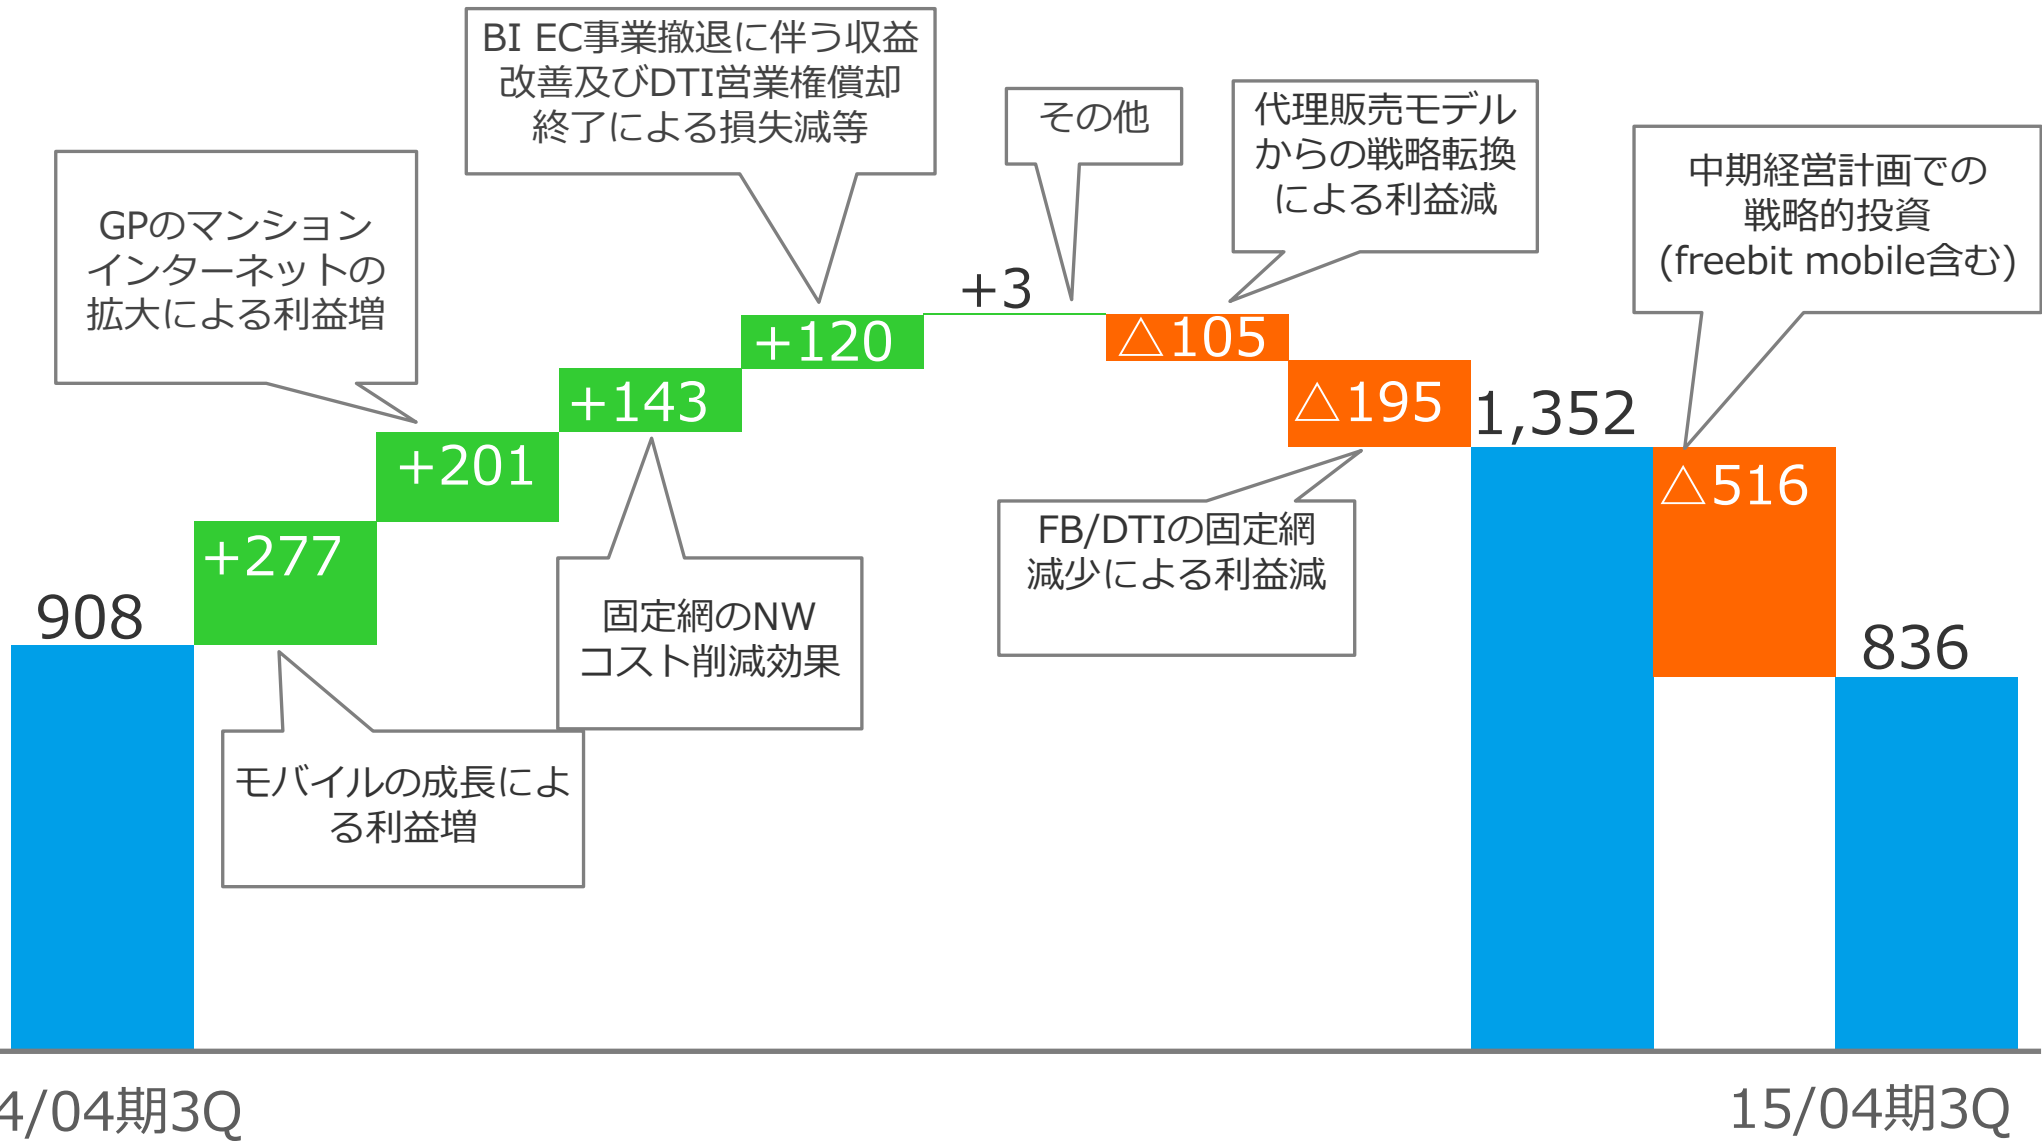 BI EC事業撤退に伴う収益
改善及びDTI営業権償却
終了による損失減等
その他
代理販売モデル
からの戦略転換
による利益減
中期経営計画での
戦略的投資
(freebit mobile含む)
GPのマンション
インターネットの
拡大による利益増
+3
+120
△105
+143
△195
1,352
+201
△516
+277
FB/DTIの固定網
減少による利益減
908
固定網のNW
コスト削減効果
836
モバイルの成長によ
る利益増
4/04期3Q
15/04期3Q